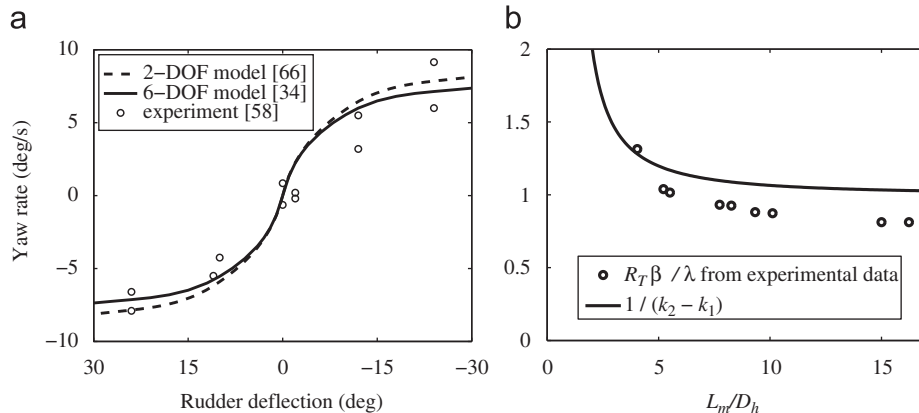 a
10
5
0
−5
−10
Yaw rate (deg/s)
2−DOF model [66]
6−DOF model [34]
experiment [58]
30
15
0
−15
−30
Rudder deflection (deg)
b
2
1.5
1
0.5
0
R_T β / λ from experimental data
1 / (k_2 − k_1)
0
5
10
15
L_m/D_h